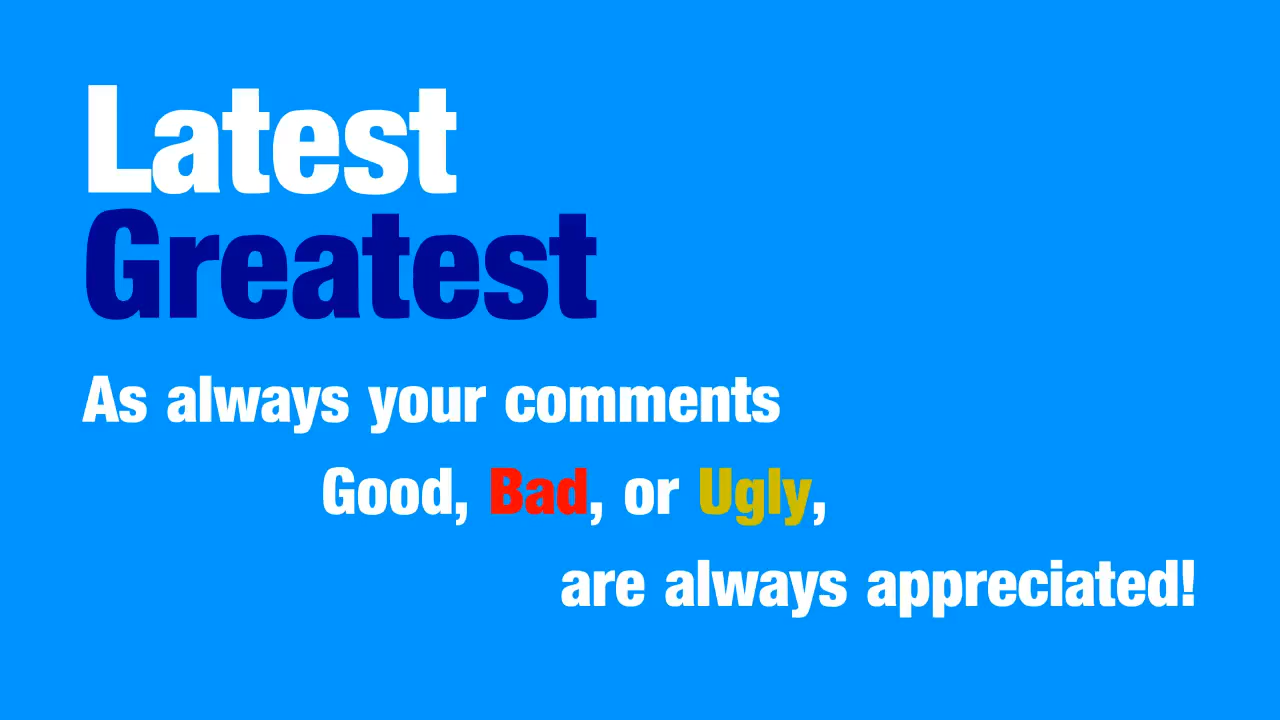 Latest
Greatest
As always your comments
Good, Bad, or Ugly,
are always appreciated!